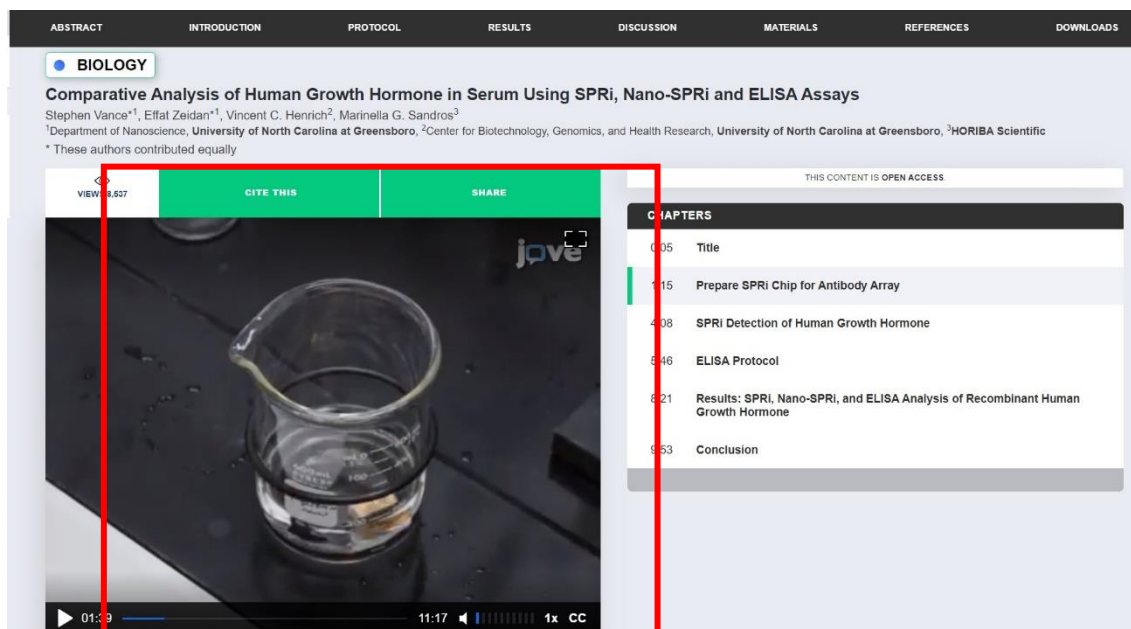 ABSTRACT INTRODUCTION PROTOCOL RESULTS DISCUSSION MATERIALS REFERENCES DOWNLOADS
BIOLOGY
Comparative Analysis of Human Growth Hormone in Serum Using SPRi, Nano-SPRi and ELISA Assays
Stephen Vance*1, Effat Zeidan*1, Vincent C. Henrich2, Marinella G. Sandros3
1Department of Nanoscience, University of North Carolina at Greensboro, 2Center for Biotechnology, Genomics, and Health Research, University of North Carolina at Greensboro, 3HORIBA Scientific
* These authors contributed equally
CITE THIS SHARE
jove
100
01:39 11:17 1x CC
THIS CONTENT IS OPEN ACCESS.
CHAPTERS
Title
Prepare SPRi Chip for Antibody Array
SPRi Detection of Human Growth Hormone
ELISA Protocol
Results: SPRi, Nano-SPRi, and ELISA Analysis of Recombinant Human
Growth Hormone
Conclusion